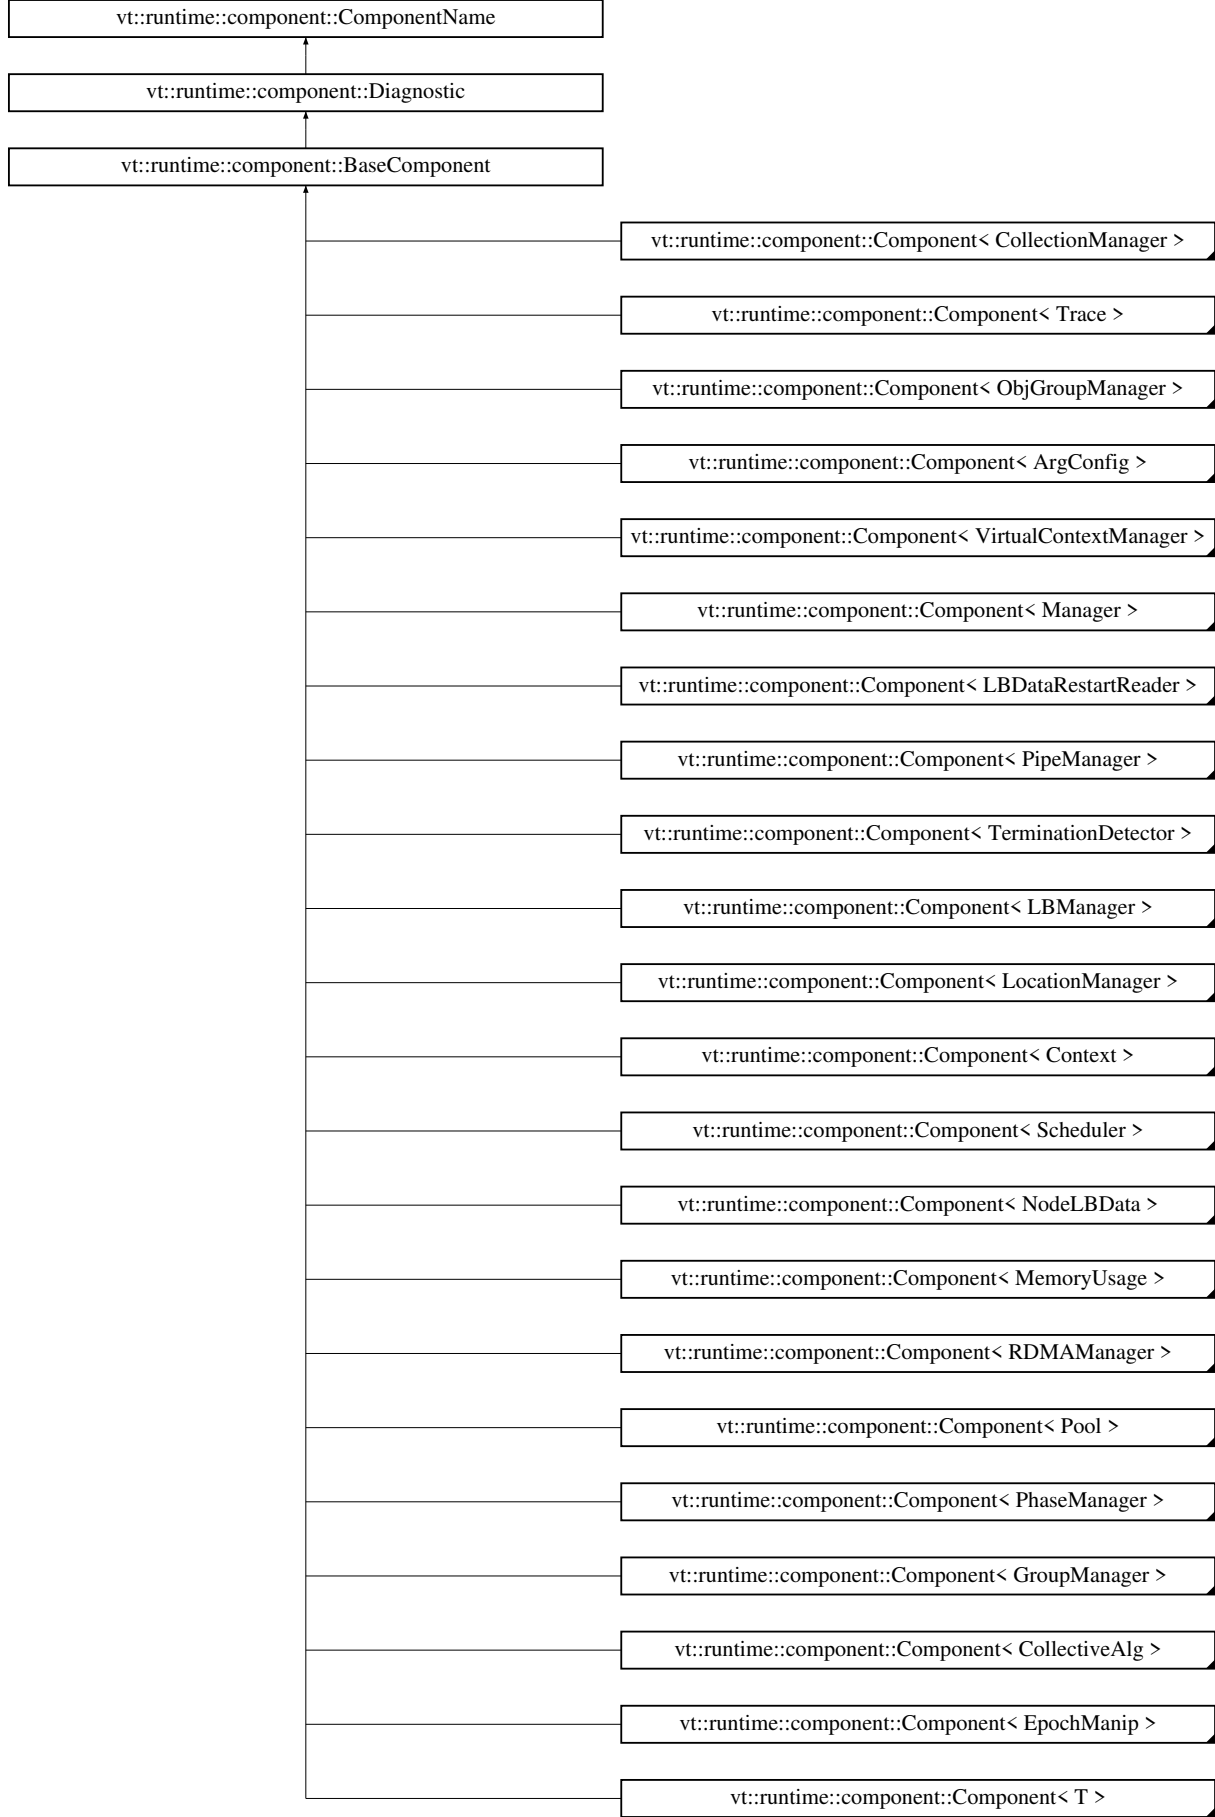 vt::runtime::component::ComponentName
vt::runtime::component::Diagnostic
vt::runtime::component::BaseComponent
vt::runtime::component::Component< CollectionManager >
vt::runtime::component::Component< Trace >
vt::runtime::component::Component< ObjGroupManager >
vt::runtime::component::Component< ArgConfig >
vt::runtime::component::Component< VirtualContextManager >
vt::runtime::component::Component< Manager >
vt::runtime::component::Component< LBDataRestartReader >
vt::runtime::component::Component< PipeManager >
vt::runtime::component::Component< TerminationDetector >
vt::runtime::component::Component< LBManager >
vt::runtime::component::Component< LocationManager >
vt::runtime::component::Component< Context >
vt::runtime::component::Component< Scheduler >
vt::runtime::component::Component< NodeLBData >
vt::runtime::component::Component< MemoryUsage >
vt::runtime::component::Component< RDMAManager >
vt::runtime::component::Component< Pool >
vt::runtime::component::Component< PhaseManager >
vt::runtime::component::Component< GroupManager >
vt::runtime::component::Component< CollectiveAlg >
vt::runtime::component::Component< EpochManip >
vt::runtime::component::Component< T >